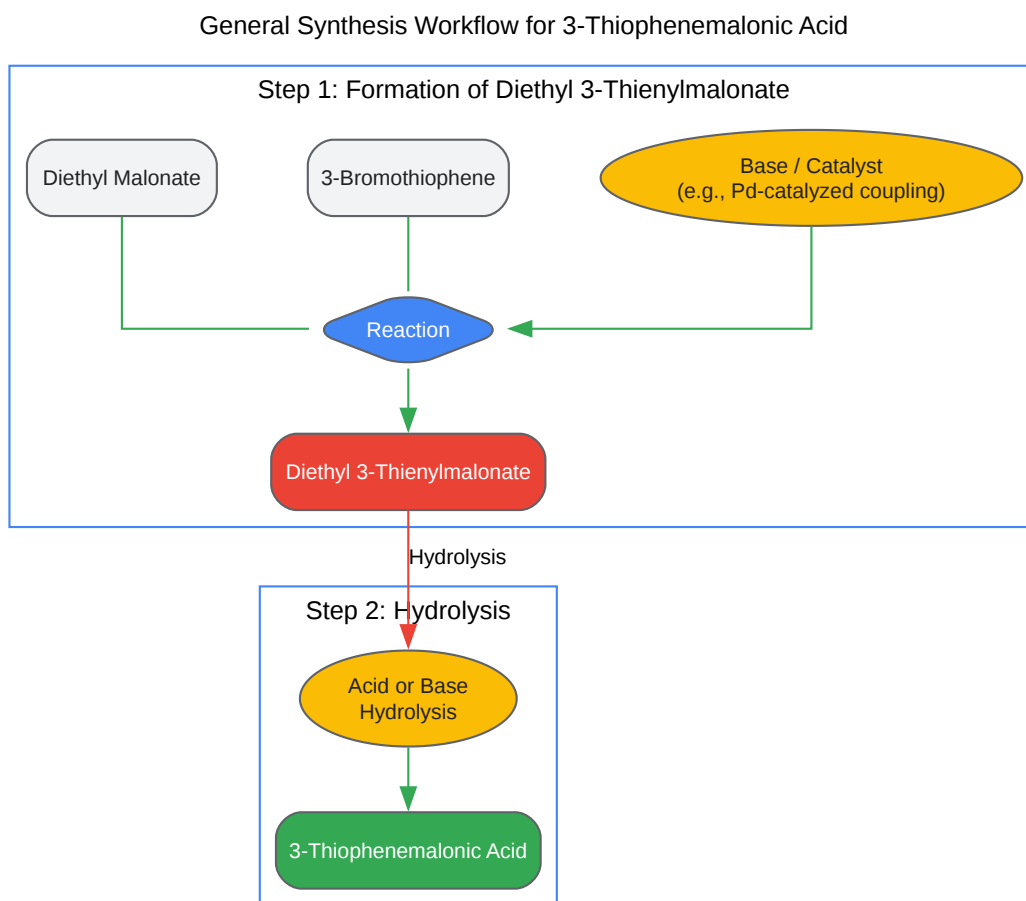 General Synthesis Workflow for 3-Thiophenemalonic Acid
Step 1: Formation of Diethyl 3-Thienylmalonate
Diethyl Malonate
3-Bromothiophene
Base / Catalyst
(e.g., Pd-catalyzed coupling)
Reaction
Diethyl 3-Thienylmalonate
Hydrolysis
Step 2: Hydrolysis
Acid or Base
Hydrolysis
3-Thiophenemalonic Acid